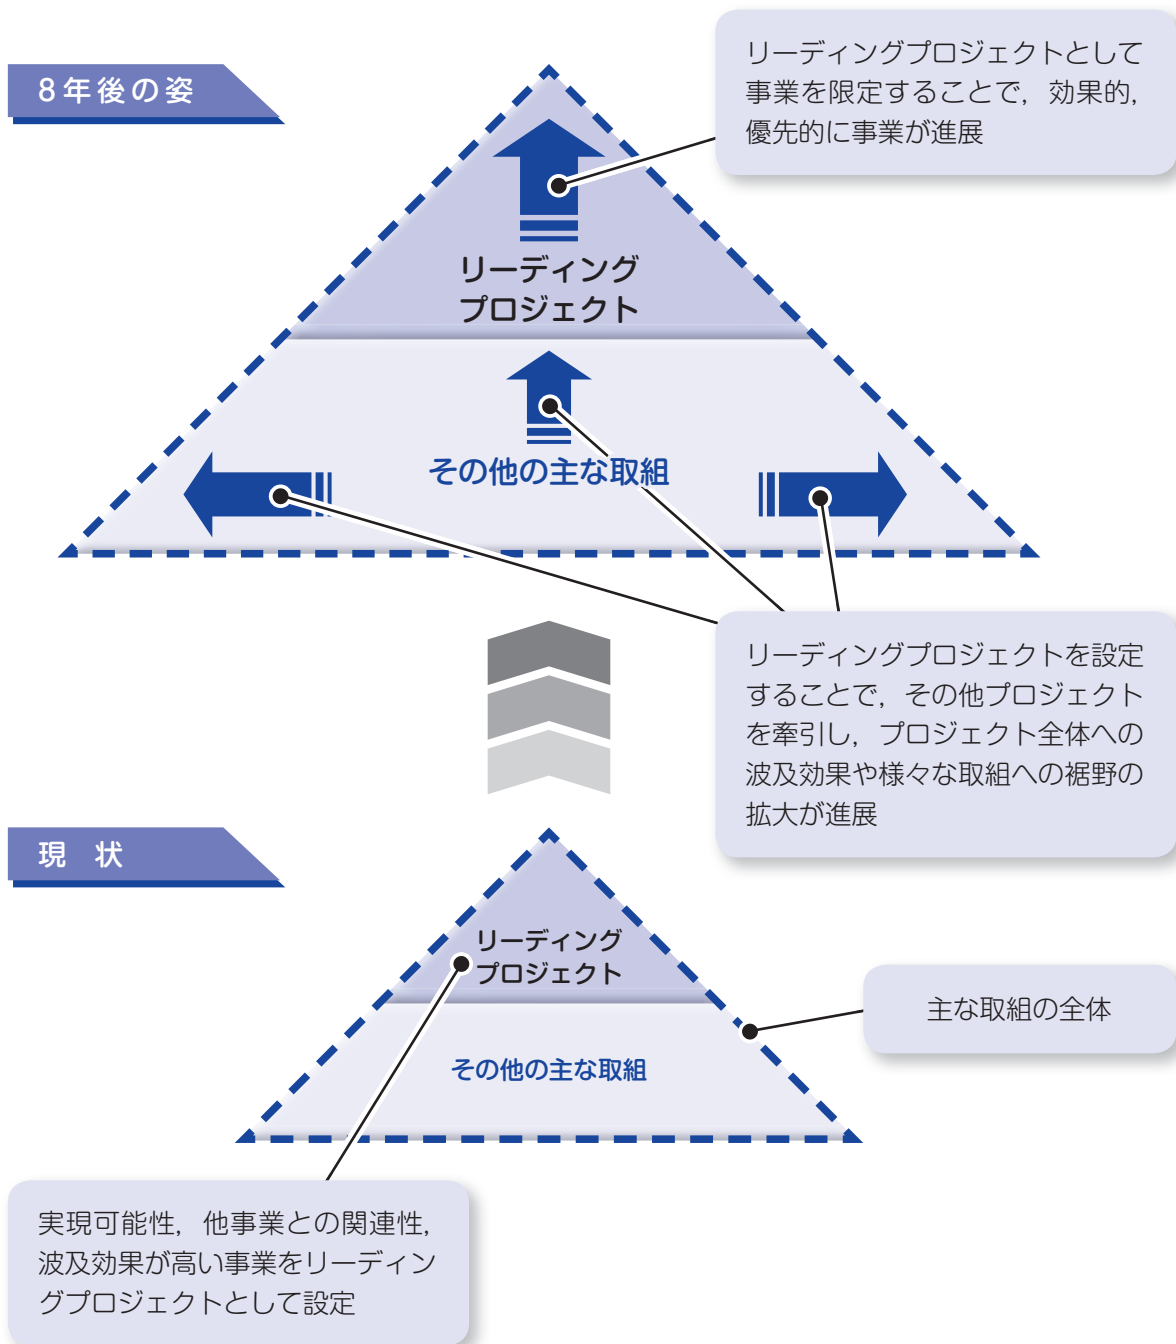 8年後の姿
リーディングプロジェクトとして
事業を限定することで，効果的，
優先的に事業が進展
リーディング
プロジェクト
その他の主な取組
リーディングプロジェクトを設定
することで，その他プロジェクト
を牽引し，プロジェクト全体への
波及効果や様々な取組への裾野の
拡大が進展
現 状
リーディング
プロジェクト
主な取組の全体
その他の主な取組
実現可能性，他事業との関連性，
波及効果が高い事業をリーディン
グプロジェクトとして設定